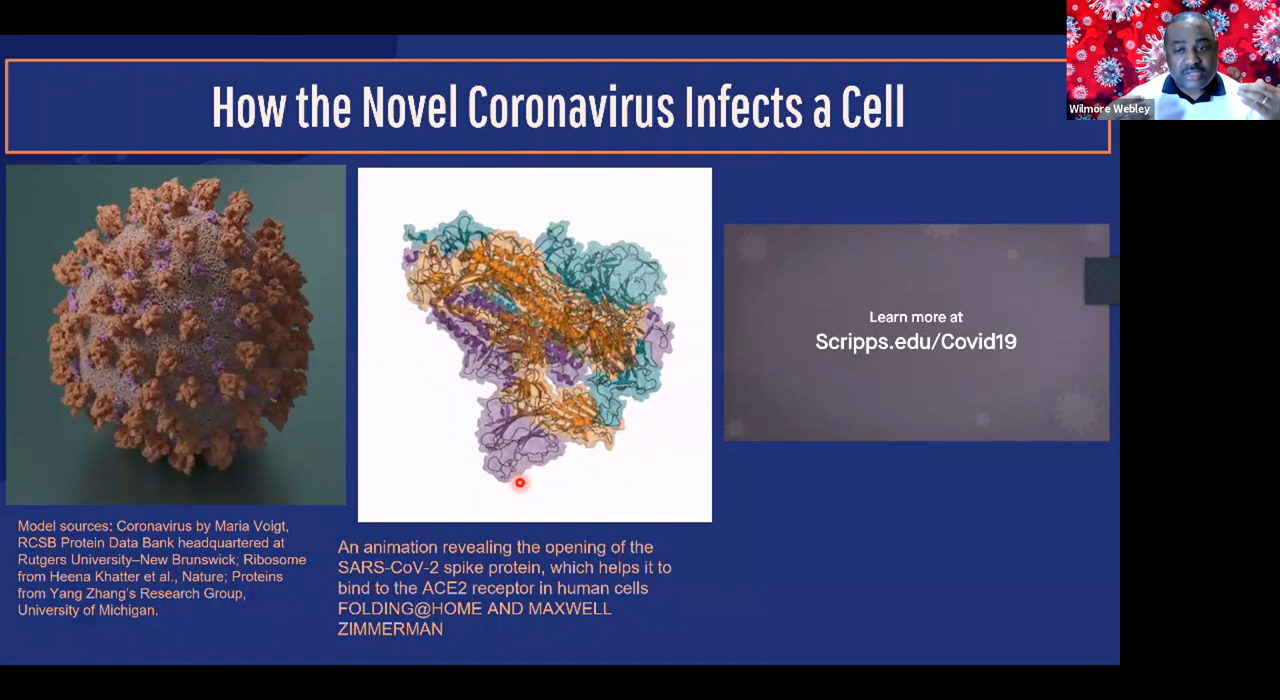 How the Novel Coronavirus Infects a Cell
Wilmore Webley
Learn more at
Scripps.edu/Covid19
Model sources: Coronavirus by Maria Voigt,
RCSB Protein Data Bank headquartered at
Rutgers University–New Brunswick; Ribosome
from Heena Khatter et al., Nature; Proteins
from Yang Zhang's Research Group,
University of Michigan.
An animation revealing the opening of the
SARS-CoV-2 spike protein, which helps it to
bind to the ACE2 receptor in human cells
FOLDING@HOME AND MAXWELL
ZIMMERMAN